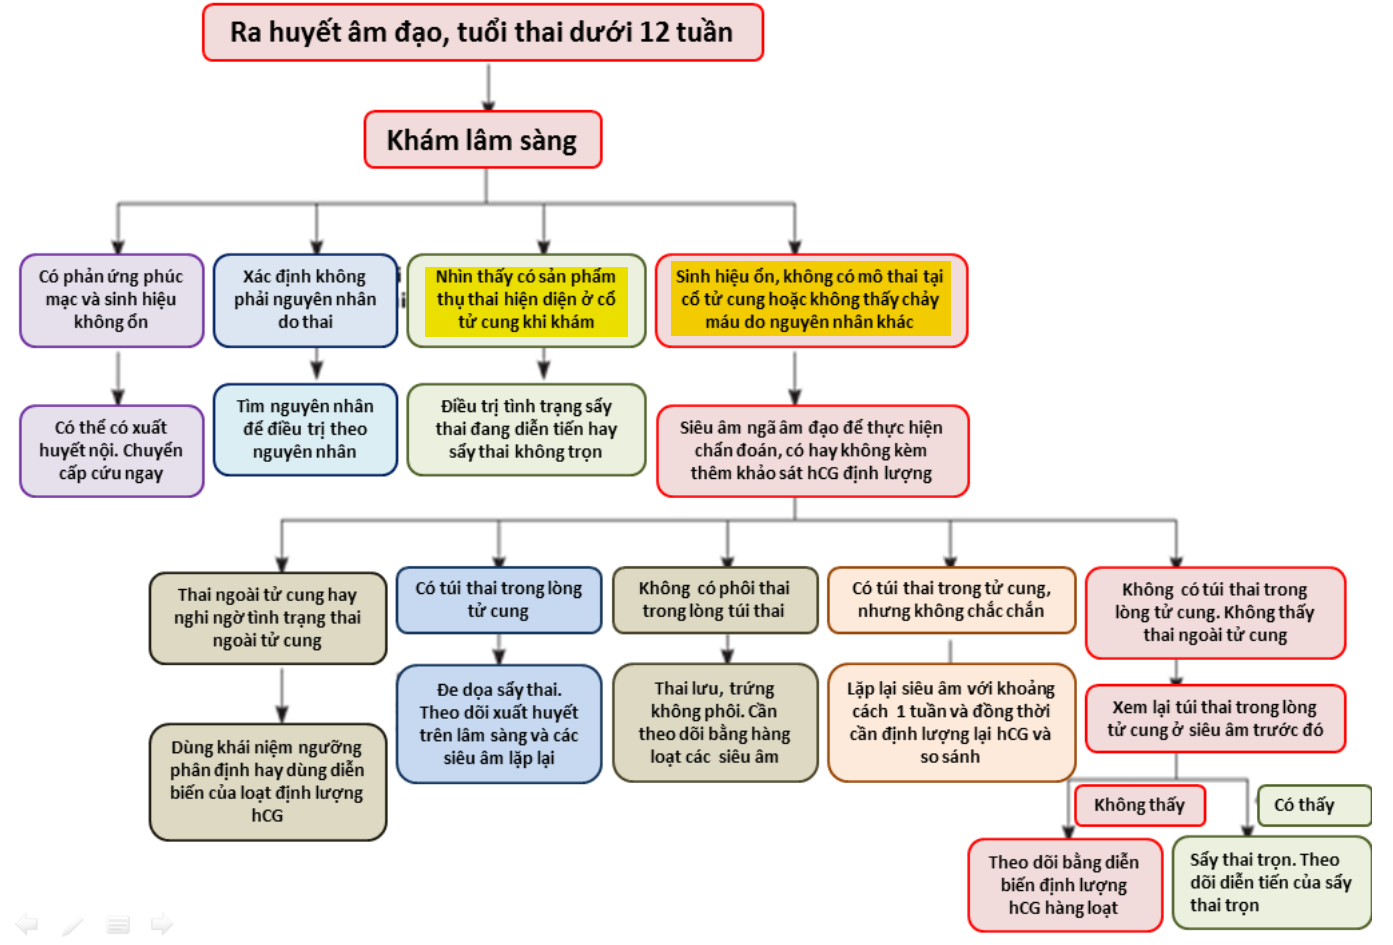 Ra huyết âm đạo, tuổi thai dưới 12 tuần
Khám lâm sàng
Có phản ứng phúc
mạc và sinh hiệu
không ổn
Xác định không
phải nguyên nhân
do thai
Nhìn thấy có sản phẩm
thụ thai hiện diện ở cổ
tử cung khi khám
Sinh hiệu ổn, không có mô thai tại
cổ tử cung hoặc không thấy chảy
máu do nguyên nhân khác
Có thể có xuất
huyết nội. Chuyển
cấp cứu ngay
Tìm nguyên nhân
để điều trị theo
nguyên nhân
Điều trị tình trạng sẩy
thai đang diễn tiến hay
sẩy thai không trọn
Siêu âm ngã âm đạo để thực hiện
chẩn đoán, có hay không kèm
thêm khảo sát hCG định lượng
Thai ngoài tử cung hay
nghi ngờ tình trạng thai
ngoài tử cung
Có túi thai trong lòng
tử cung
Không có phôi thai
trong lòng túi thai
Có túi thai trong tử cung,
nhưng không chắc chắn
Không có túi thai trong
lòng tử cung. Không thấy
thai ngoài tử cung
Dùng khái niệm ngưỡng
phân định hay dùng diễn
biến của loạt định lượng
hCG
Đe dọa sẩy thai.
Theo dõi xuất huyết
trên lâm sàng và các
siêu âm lặp lại
Thai lưu, trứng
không phôi. Cần
theo dõi bằng hàng
loạt các siêu âm
Lặp lại siêu âm với khoảng
cách 1 tuần và đồng thời
cần định lượng lại hCG và
so sánh
Xem lại túi thai trong lòng
tử cung ở siêu âm trước đó
Không thấy
Có thấy
Theo dõi bằng diễn
biến định lượng
hCG hàng loạt
Sẩy thai trọn. Theo
dõi diễn tiến của sẩy
thai trọn